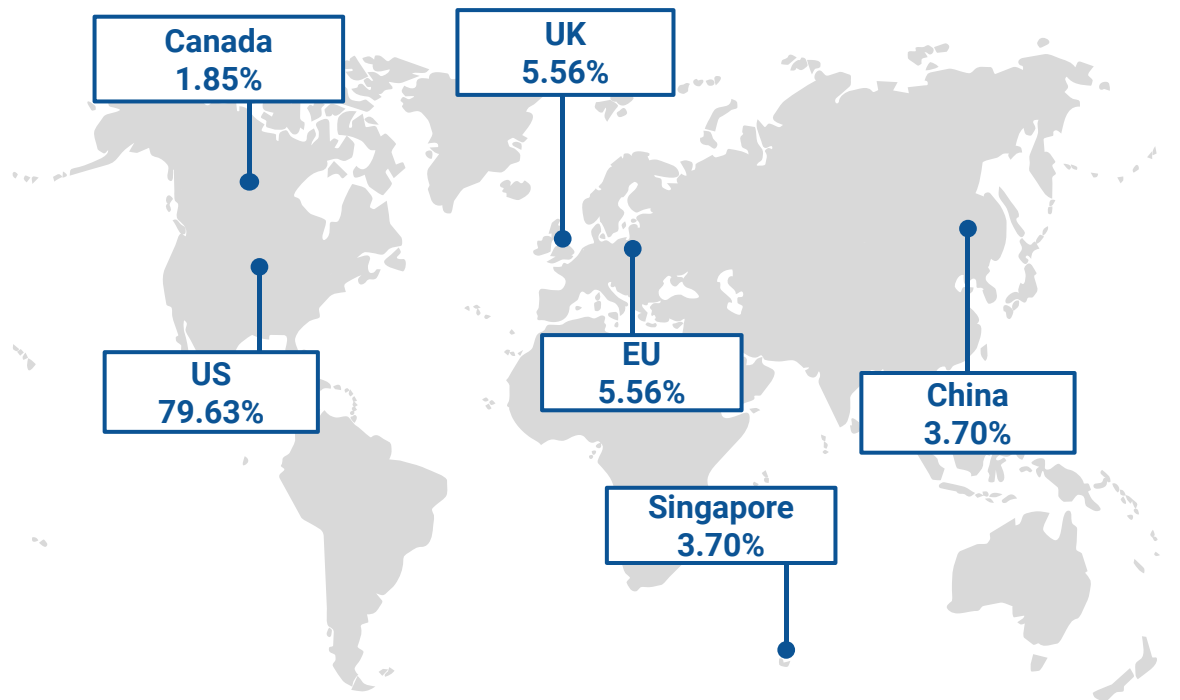 Canada
1.85%
UK
5.56%
US
79.63%
EU
5.56%
China
3.70%
Singapore
3.70%